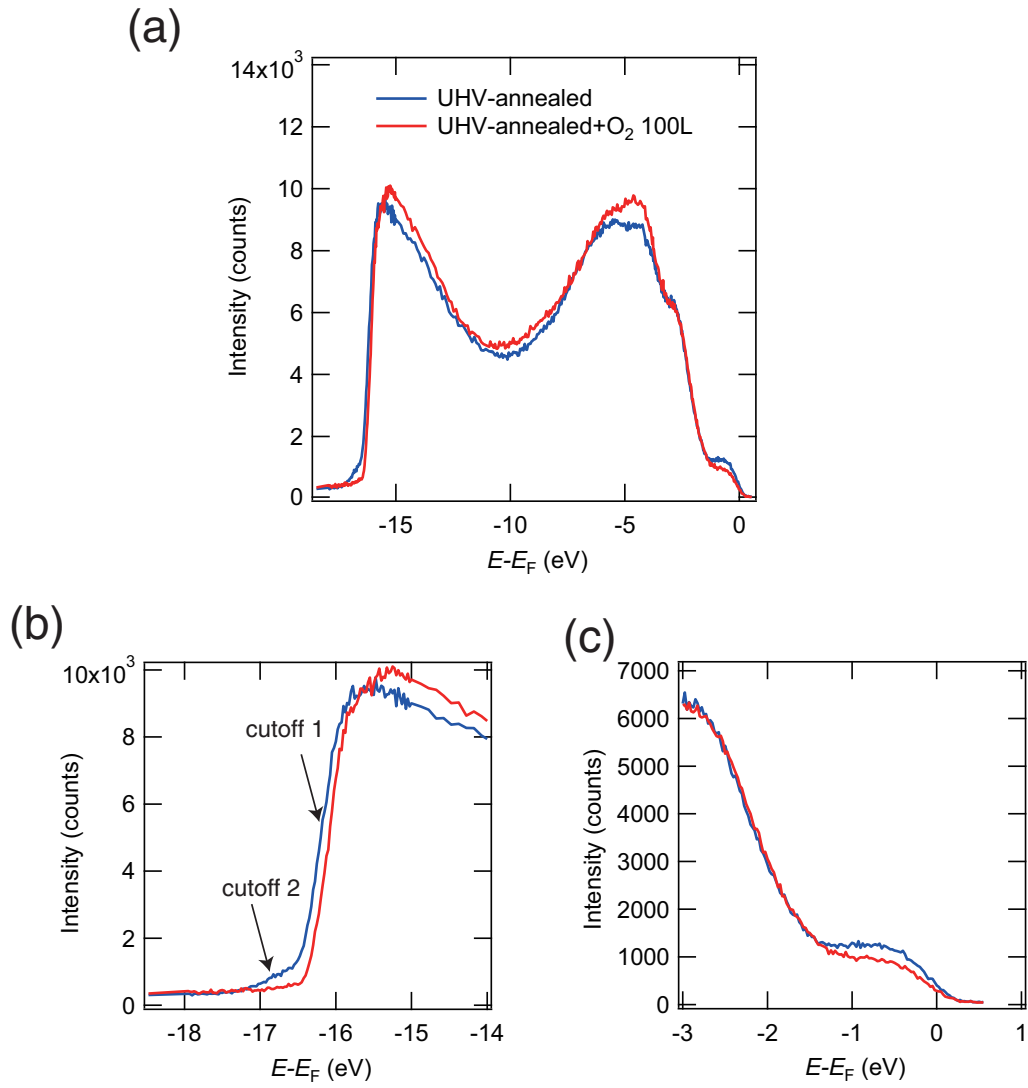 (a)
14x10³
12
10
8
6
4
2
0
Intensity (counts)
UHV-annealed
UHV-annealed+O₂ 100L
-15
-10
-5
0
E-E_F (eV)
(b)
10x10³
8
6
4
2
0
Intensity (counts)
cutoff 1
cutoff 2
-18
-17
-16
-15
-14
E-E_F (eV)
(c)
7000
6000
5000
4000
3000
2000
1000
0
Intensity (counts)
-3
-2
-1
0
1
E-E_F (eV)